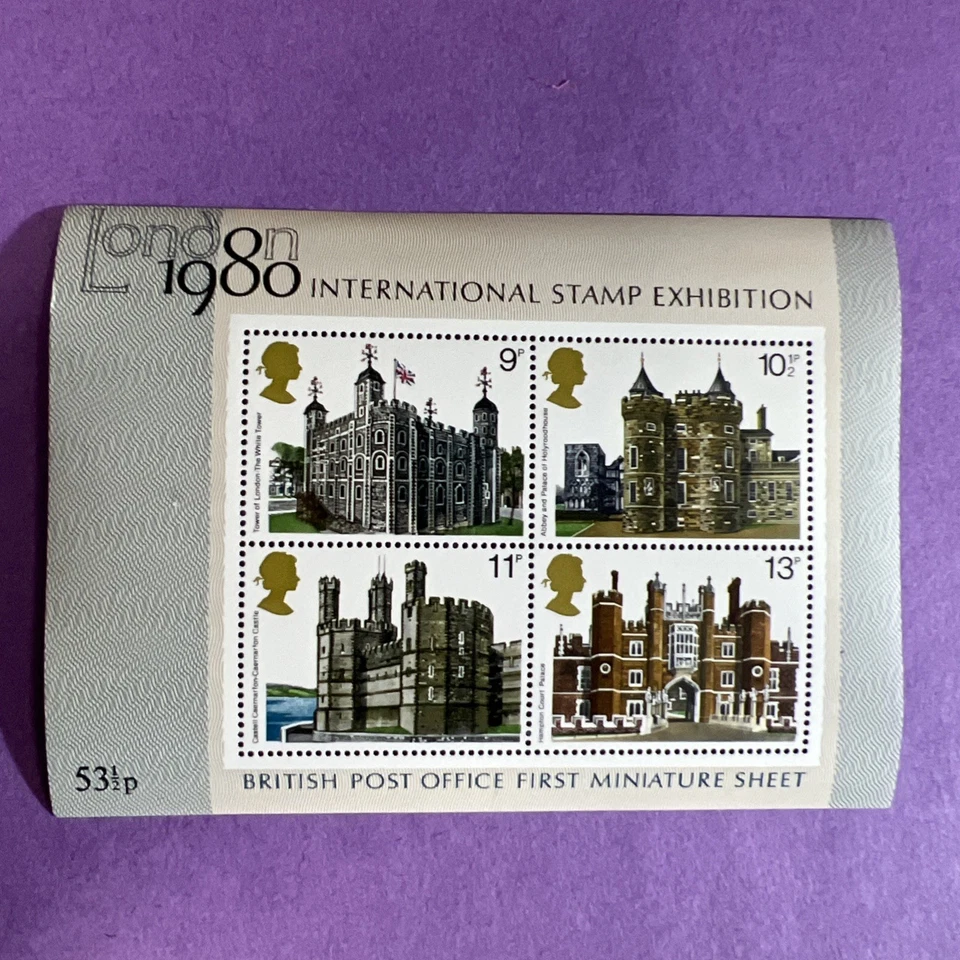 London
1980 INTERNATIONAL STAMP EXHIBITION
9P
Tower of London-The White Tower
10½P
Abbey and Palace of Holyroodhouse
11P
Castell Caernarfon-Caernarfon Castle
13P
Hampton Court Palace
53½p
BRITISH POST OFFICE FIRST MINIATURE SHEET